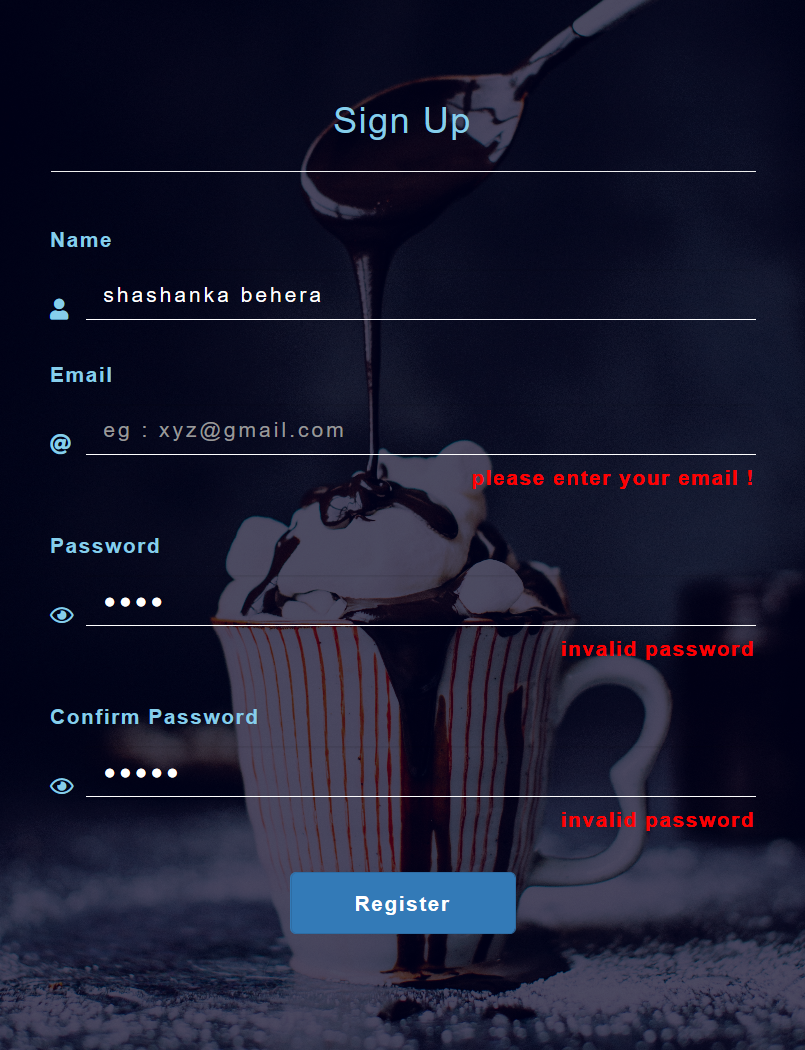 Sign Up
Name
shashanka behera
Email
@
eg : xyz@gmail.com
please enter your email !
Password
••••
invalid password
Confirm Password
•••••
invalid password
Register